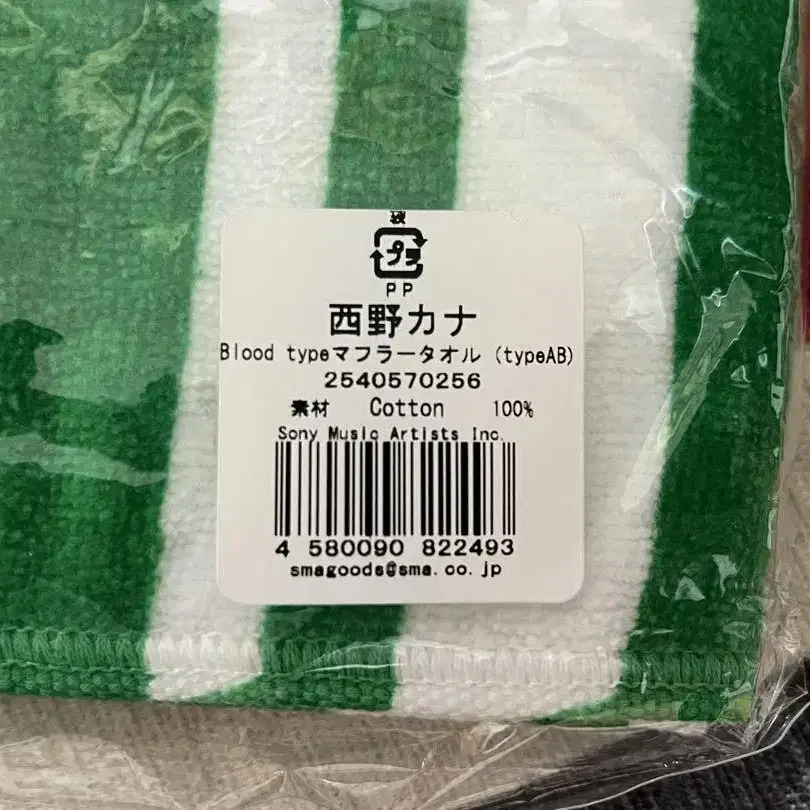 袋
プラ
PP
西野カナ
Blood typeマフラータオル (typeAB)
2540570256
素材 Cotton 100%
Sony Music Artists Inc.
4 580090 822493
smagoods@sma.co.jp